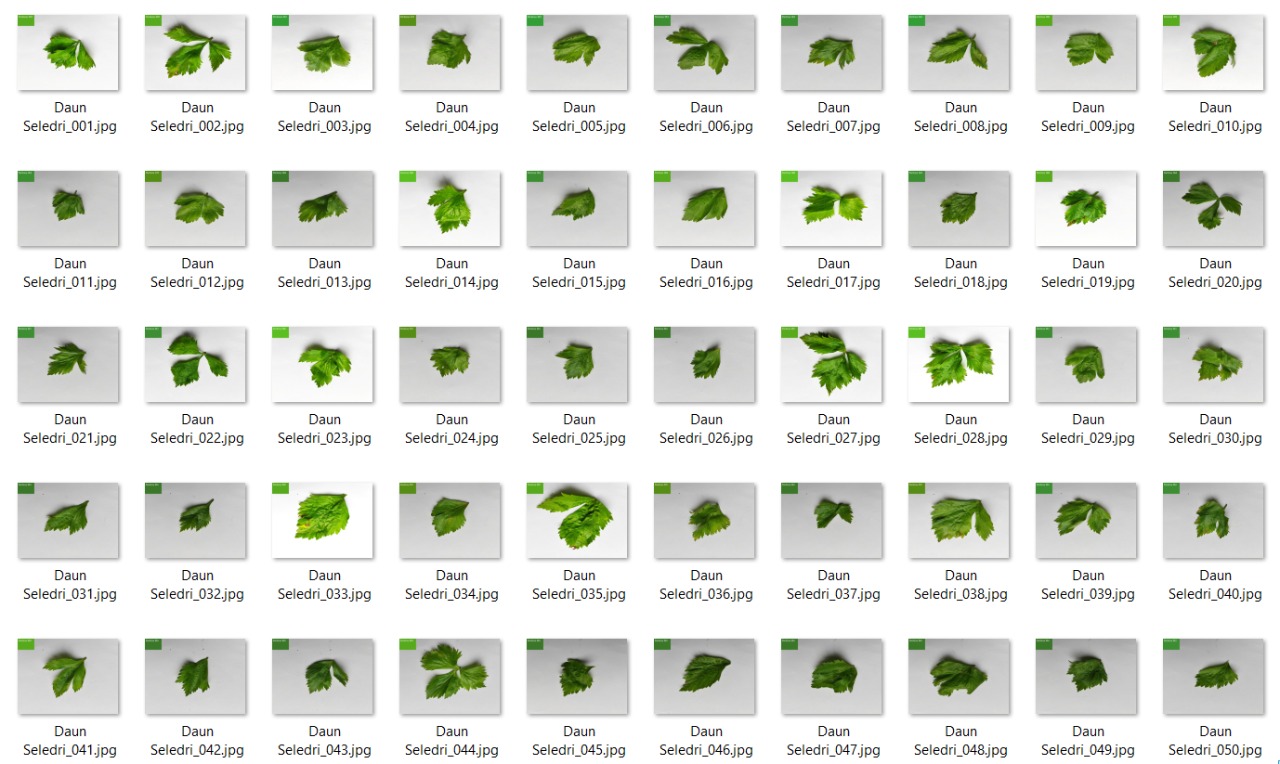 Daun Daun Daun Daun Daun Daun Daun Daun Daun Daun
Seledri_001.jpg Seledri_002.jpg Seledri_003.jpg Seledri_004.jpg Seledri_005.jpg Seledri_006.jpg Seledri_007.jpg Seledri_008.jpg Seledri_009.jpg Seledri_010.jpg
Daun Daun Daun Daun Daun Daun Daun Daun Daun Daun
Seledri_011.jpg Seledri_012.jpg Seledri_013.jpg Seledri_014.jpg Seledri_015.jpg Seledri_016.jpg Seledri_017.jpg Seledri_018.jpg Seledri_019.jpg Seledri_020.jpg
Daun Daun Daun Daun Daun Daun Daun Daun Daun Daun
Seledri_021.jpg Seledri_022.jpg Seledri_023.jpg Seledri_024.jpg Seledri_025.jpg Seledri_026.jpg Seledri_027.jpg Seledri_028.jpg Seledri_029.jpg Seledri_030.jpg
Daun Daun Daun Daun Daun Daun Daun Daun Daun Daun
Seledri_031.jpg Seledri_032.jpg Seledri_033.jpg Seledri_034.jpg Seledri_035.jpg Seledri_036.jpg Seledri_037.jpg Seledri_038.jpg Seledri_039.jpg Seledri_040.jpg
Daun Daun Daun Daun Daun Daun Daun Daun Daun Daun
Seledri_041.jpg Seledri_042.jpg Seledri_043.jpg Seledri_044.jpg Seledri_045.jpg Seledri_046.jpg Seledri_047.jpg Seledri_048.jpg Seledri_049.jpg Seledri_050.jpg